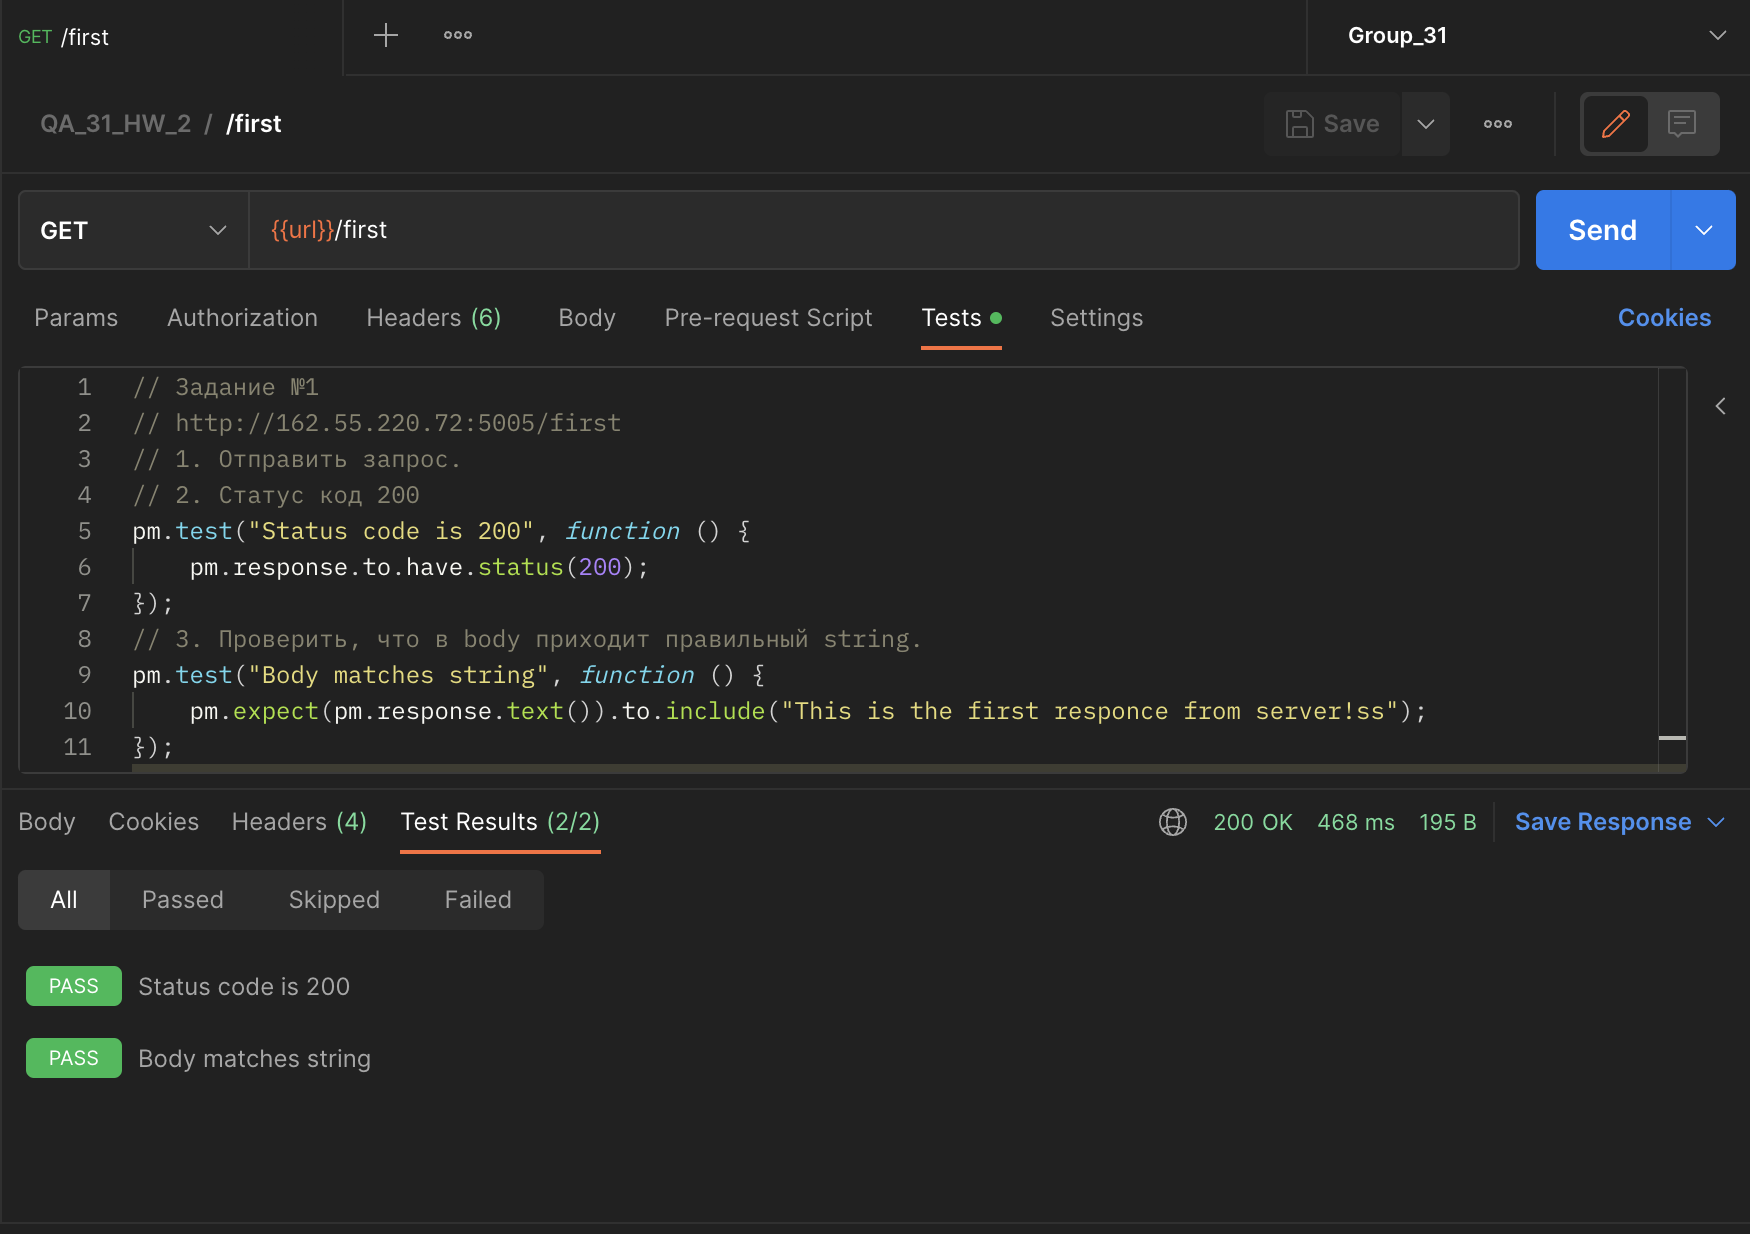 GET /first
Group_31
QA_31_HW_2 / /first
Save
GET
{{url}}/first
Send
Params Authorization Headers (6) Body Pre-request Script Tests Settings Cookies
1 // Задание №1
2 // http://162.55.220.72:5005/first
3 // 1. Отправить запрос.
4 // 2. Статус код 200
5 pm.test("Status code is 200", function () {
6 pm.response.to.have.status(200);
7 });
8 // 3. Проверить, что в body приходит правильный string.
9 pm.test("Body matches string", function () {
10 pm.expect(pm.response.text()).to.include("This is the first responce from server!ss");
11 });
Body Cookies Headers (4) Test Results (2/2) 200 OK 468 ms 195 B Save Response
All Passed Skipped Failed
PASS Status code is 200
PASS Body matches string